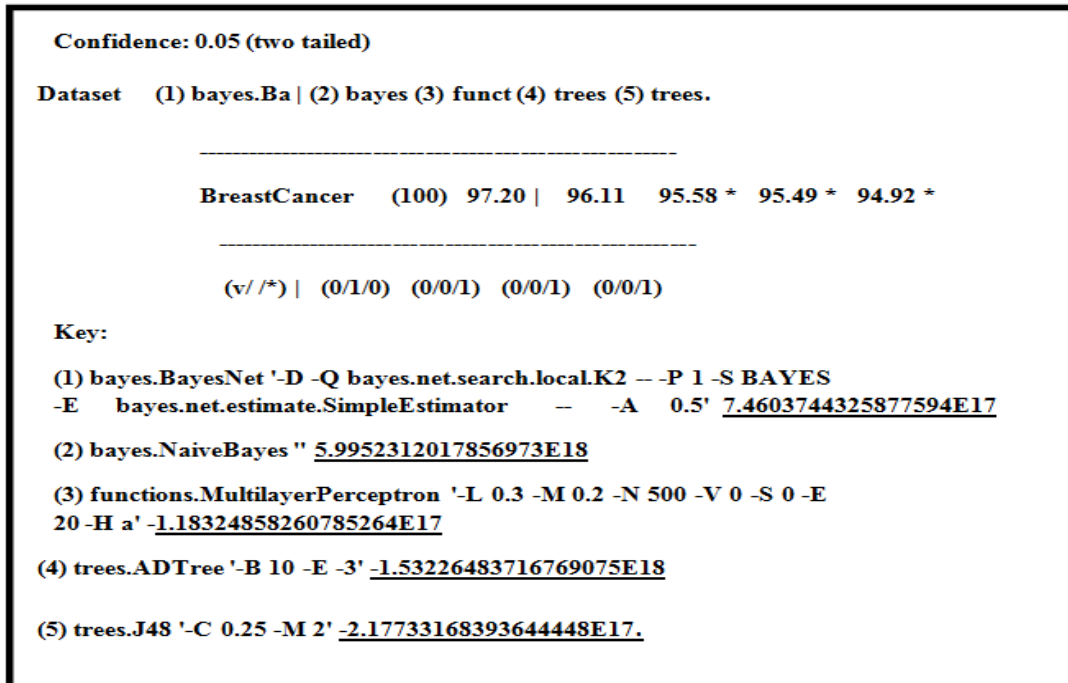 Confidence: 0.05 (two tailed)
Dataset (1) bayes.Ba | (2) bayes (3) funct (4) trees (5) trees.
----------------------------------------------------------
BreastCancer (100) 97.20 | 96.11 95.58 * 95.49 * 94.92 *
----------------------------------------------------------
(v/ /*) | (0/1/0) (0/0/1) (0/0/1) (0/0/1)
Key:
(1) bayes.BayesNet '-D -Q bayes.net.search.local.K2 -- -P 1 -S BAYES
-E bayes.net.estimate.SimpleEstimator -- -A 0.5' 7.4603744325877594E17
(2) bayes.NaiveBayes '' 5.9952312017856973E18
(3) functions.MultilayerPerceptron '-L 0.3 -M 0.2 -N 500 -V 0 -S 0 -E
20 -H a' -1.18324858260785264E17
(4) trees.ADTree '-B 10 -E -3' -1.53226483716769075E18
(5) trees.J48 '-C 0.25 -M 2' -2.17733168393644448E17.